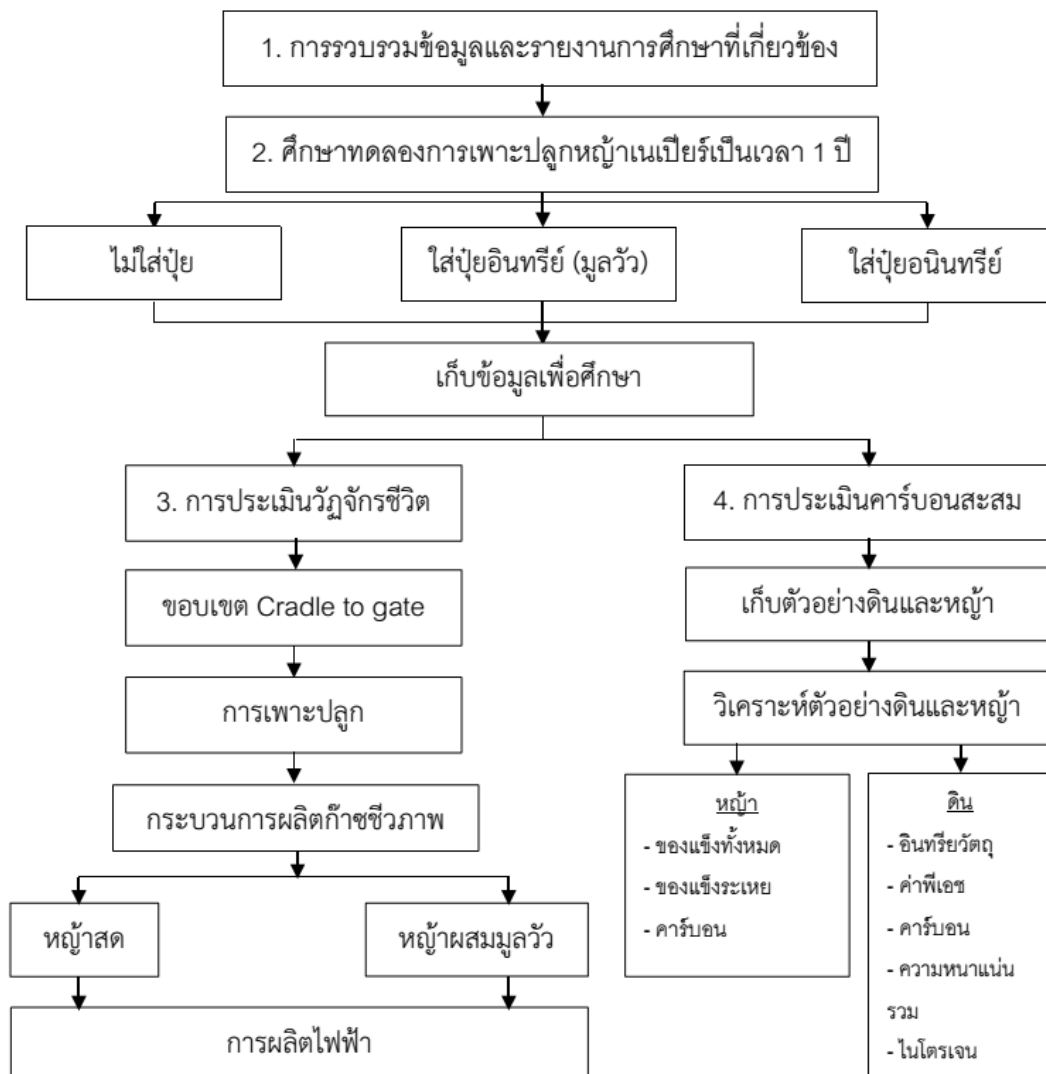 1. การรวบรวมข้อมูลและรายงานการศึกษาที่เกี่ยวข้อง
2. ศึกษาทดลองการเพาะปลูกหญ้าเนเปียร์เป็นเวลา 1 ปี
ไม่ใส่ปุ๋ย
ใส่ปุ๋ยอินทรีย์ (มูลวัว)
ใส่ปุ๋ยอนินทรีย์
เก็บข้อมูลเพื่อศึกษา
3. การประเมินวัฏจักรชีวิต
ขอบเขต Cradle to gate
การเพาะปลูก
กระบวนการผลิตก๊าซชีวภาพ
หญ้าสด
หญ้าผสมมูลวัว
การผลิตไฟฟ้า
4. การประเมินคาร์บอนสะสม
เก็บตัวอย่างดินและหญ้า
วิเคราะห์ตัวอย่างดินและหญ้า
หญ้า
- ของแข็งทั้งหมด
- ของแข็งระเหย
- คาร์บอน
ดิน
- อินทรียวัตถุ
- ค่าพีเอช
- คาร์บอน
- ความหนาแน่น
รวม
- ไนโตรเจน